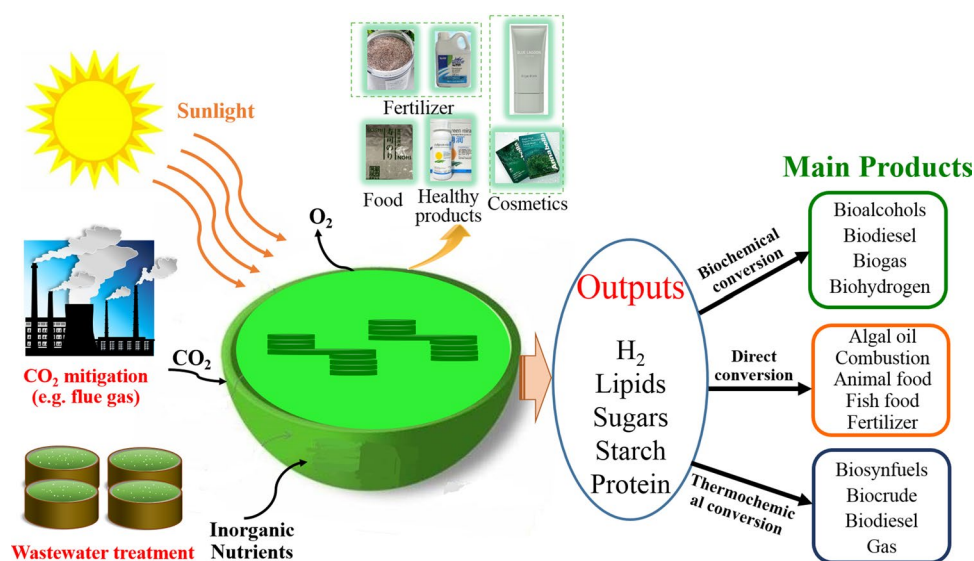 Sunlight
Fertilizer
Food
Healthy
products
Cosmetics
O₂
CO₂
CO₂ mitigation
(e.g. flue gas)
Wastewater treatment
Inorganic
Nutrients
Outputs
H₂
Lipids
Sugars
Starch
Protein
Biochemical
conversion
Direct
conversion
Thermochemic
al conversion
Main Products
Bioalcohols
Biodiesel
Biogas
Biohydrogen
Algal oil
Combustion
Animal food
Fish food
Fertilizer
Biosynfuels
Biocrude
Biodiesel
Gas